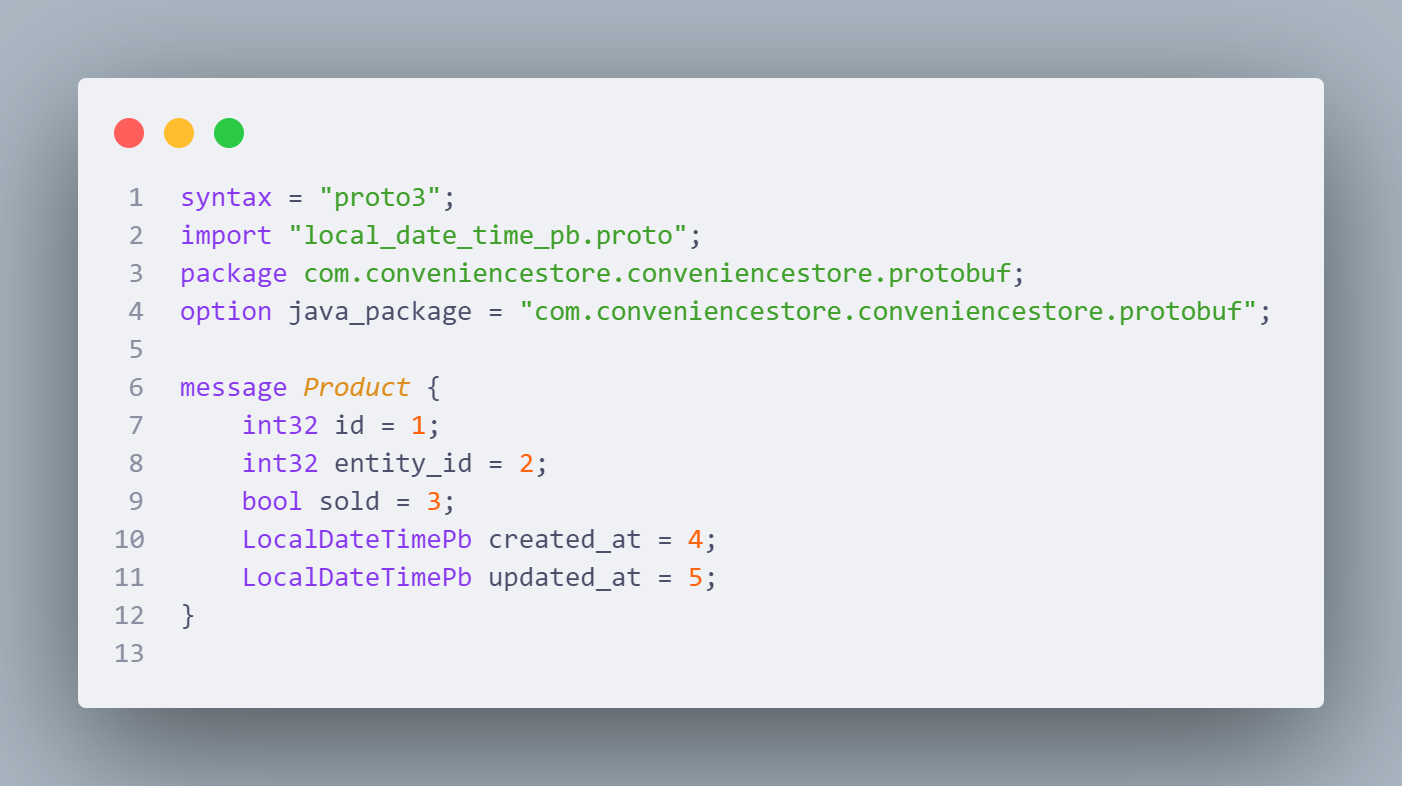 1 syntax = "proto3";
2 import "local_date_time_pb.proto";
3 package com.conveniencestore.conveniencestore.protobuf;
4 option java_package = "com.conveniencestore.conveniencestore.protobuf";
5
6 message Product {
7     int32 id = 1;
8     int32 entity_id = 2;
9     bool sold = 3;
10     LocalDateTimePb created_at = 4;
11     LocalDateTimePb updated_at = 5;
12 }
13